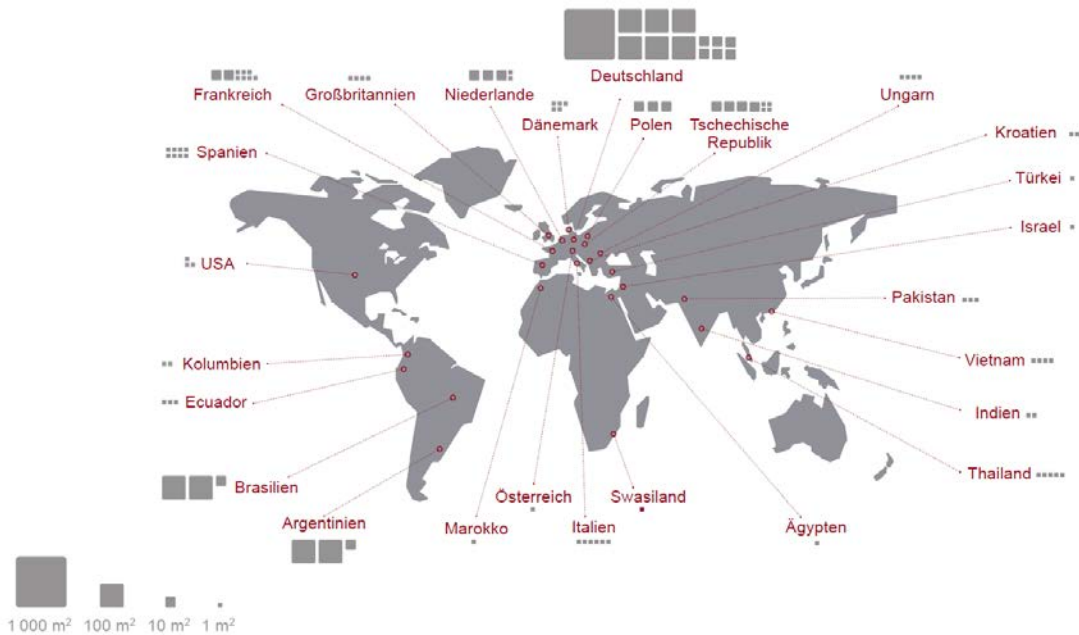 Deutschland
Frankreich
Großbritannien
Niederlande
Ungarn
Dänemark
Polen
Tschechische
Republik
Kroatien
Spanien
Türkei
Israel
USA
Pakistan
Kolumbien
Vietnam
Ecuador
Indien
Thailand
Brasilien
Österreich
Swasiland
Argentinien
Marokko
Italien
Ägypten
1 000 m²
100 m²
10 m²
1 m²